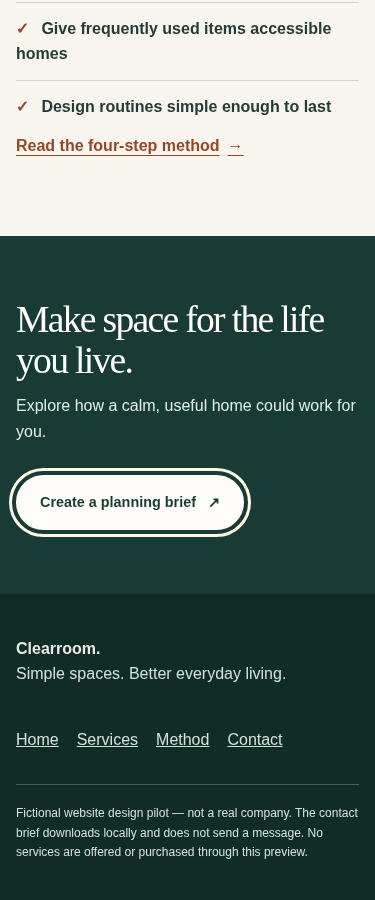 ✓ Give frequently used items accessible
homes
✓ Design routines simple enough to last
Read the four-step method →
Make space for the life
you live.
Explore how a calm, useful home could work for
you.
Create a planning brief ↗
Clearroom.
Simple spaces. Better everyday living.
Home Services Method Contact
Fictional website design pilot — not a real company. The contact
brief downloads locally and does not send a message. No
services are offered or purchased through this preview.